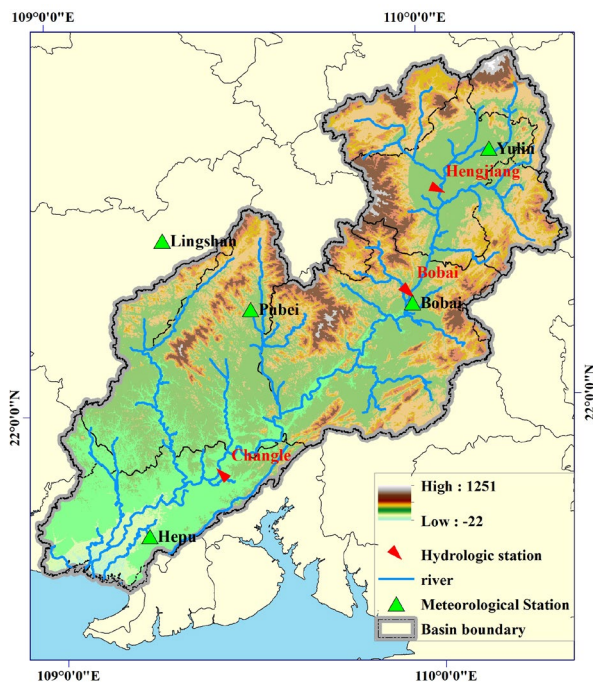 109°0'0"E
110°0'0"E
Yulin
Hengjiang
Lingshan
Bobai
Bobai
Pubei
22°0'0"N
22°0'0"N
Changle
High : 1251
Low : -22
Hepu
Hydrologic station
river
Meteorological Station
Basin boundary
109°0'0"E
110°0'0"E